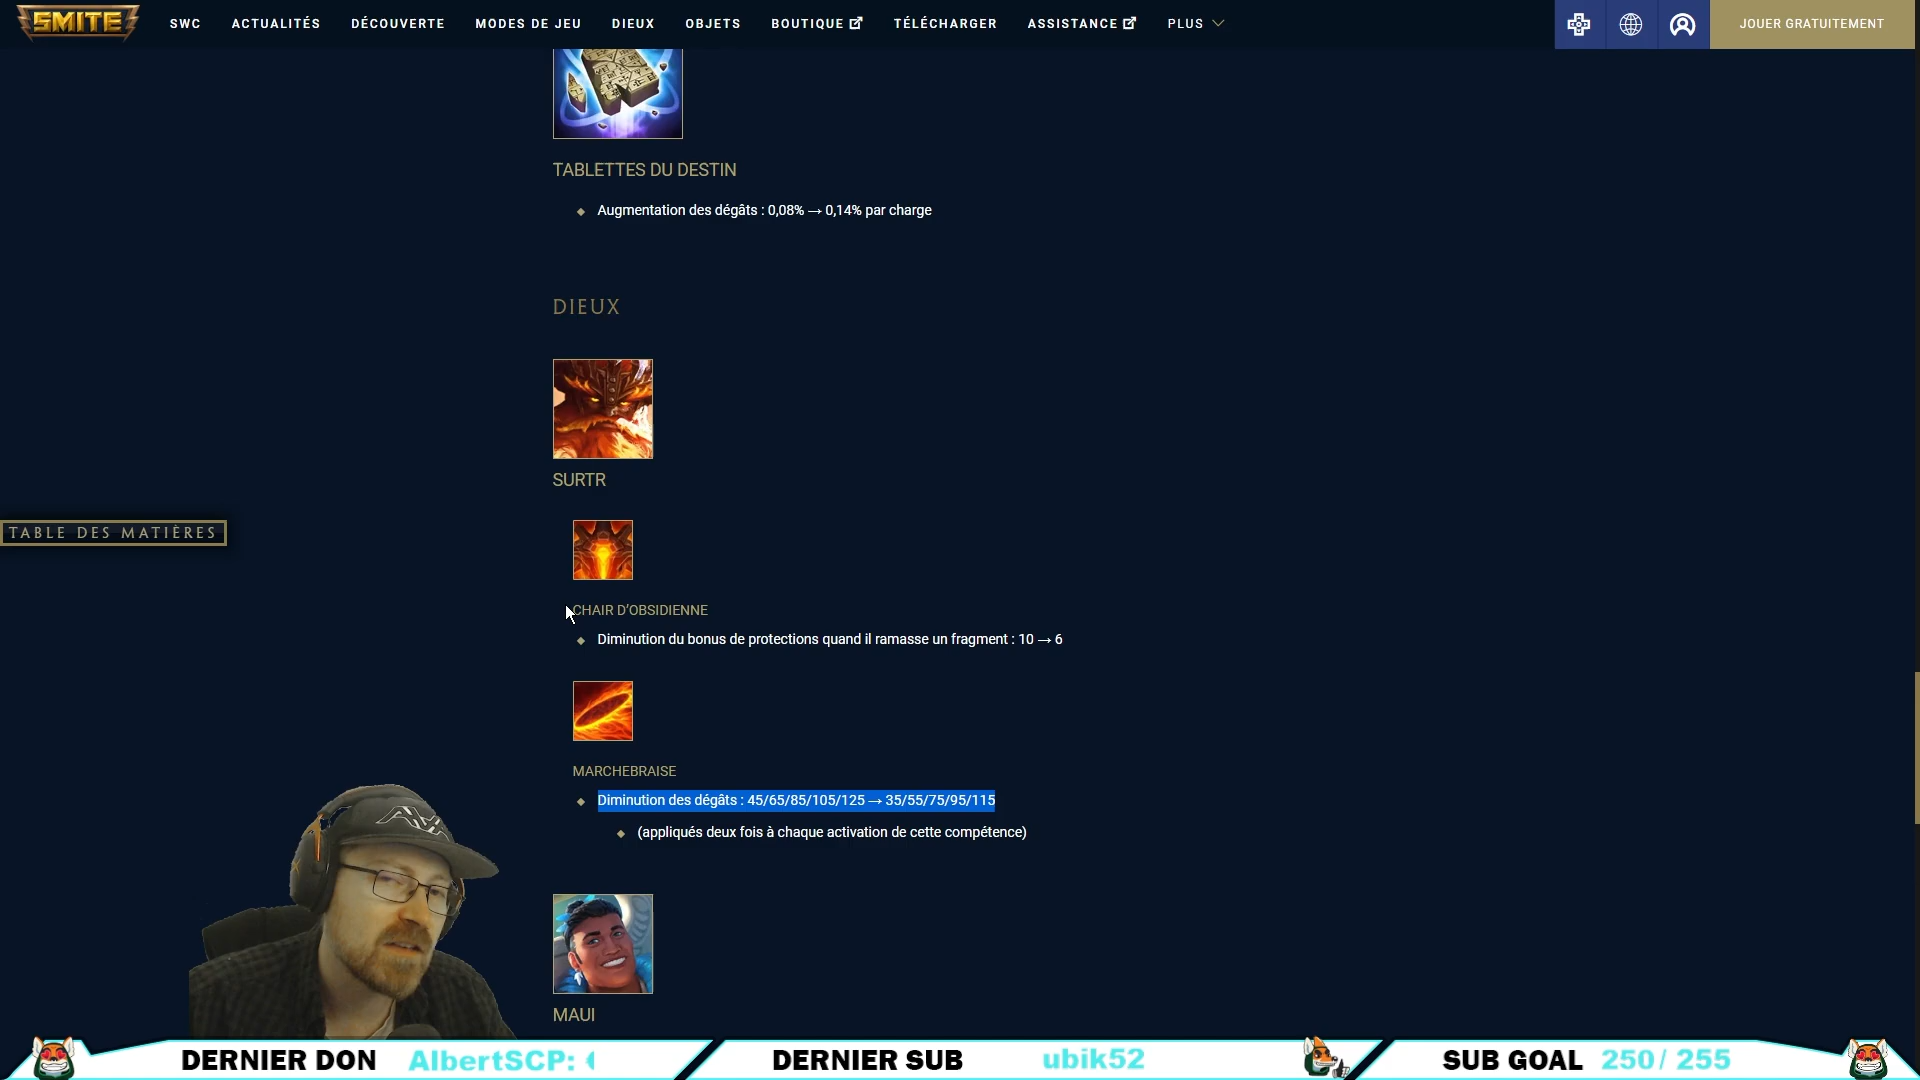 SMITE
SWC
ACTUALITÉS
DÉCOUVERTE
MODES DE JEU
DIEUX
OBJETS
BOUTIQUE
TÉLÉCHARGER
ASSISTANCE
PLUS
JOUER GRATUITEMENT
TABLETTES DU DESTIN
Augmentation des dégâts : 0,08% → 0,14% par charge
DIEUX
SURTR
TABLE DES MATIÈRES
CHAIR D’OBSIDIENNE
Diminution du bonus de protections quand il ramasse un fragment : 10 → 6
MARCHEBRAISE
Diminution des dégâts : 45/65/85/105/125 → 35/55/75/95/115
(appliqués deux fois à chaque activation de cette compétence)
MAUI
DERNIER DON AlbertSCP:
DERNIER SUB ubik52
SUB GOAL 250 / 255